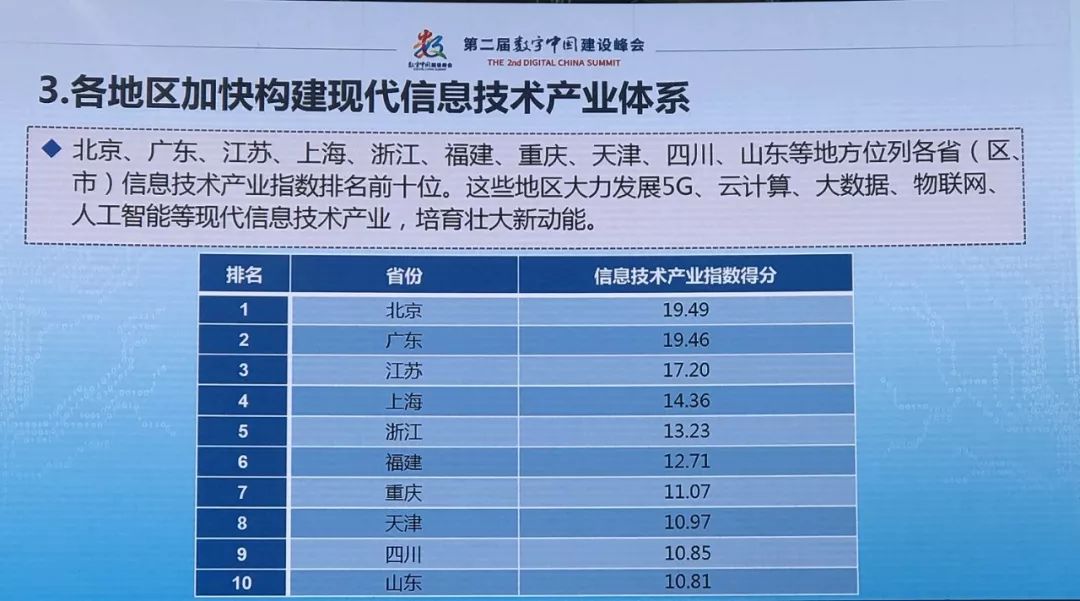 第二届数字中国建设峰会
THE 2nd DIGITAL CHINA SUMMIT
3.各地区加快构建现代信息技术产业体系
◆ 北京、广东、江苏、上海、浙江、福建、重庆、天津、四川、山东等地方位列各省（区、
市）信息技术产业指数排名前十位。这些地区大力发展5G、云计算、大数据、物联网、
人工智能等现代信息技术产业，培育壮大新动能。
排名 省份 信息技术产业指数得分
1 北京 19.49
2 广东 19.46
3 江苏 17.20
4 上海 14.36
5 浙江 13.23
6 福建 12.71
7 重庆 11.07
8 天津 10.97
9 四川 10.85
10 山东 10.81